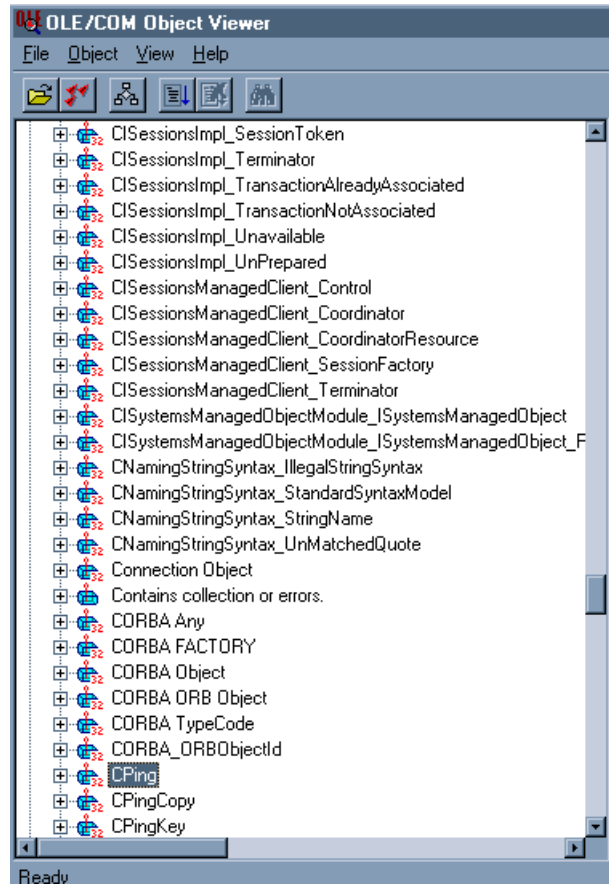 OLE/COM Object Viewer
File Object View Help
CISessionsImpl_SessionToken
CISessionsImpl_Terminator
CISessionsImpl_TransactionAlreadyAssociated
CISessionsImpl_TransactionNotAssociated
CISessionsImpl_Unavailable
CISessionsImpl_UnPrepared
CISessionsManagedClient_Control
CISessionsManagedClient_Coordinator
CISessionsManagedClient_CoordinatorResource
CISessionsManagedClient_SessionFactory
CISessionsManagedClient_Terminator
CISystemsManagedObjectModule_ISystemsManagedObject
CISystemsManagedObjectModule_ISystemsManagedObject_F
CNamingStringSyntax_IllegalStringSyntax
CNamingStringSyntax_StandardSyntaxModel
CNamingStringSyntax_StringName
CNamingStringSyntax_UnMatchedQuote
Connection Object
Contains collection or errors.
CORBA Any
CORBA FACTORY
CORBA Object
CORBA ORB Object
CORBA TypeCode
CORBA_ORBObjectId
CPing
CPingCopy
CPingKey
Ready